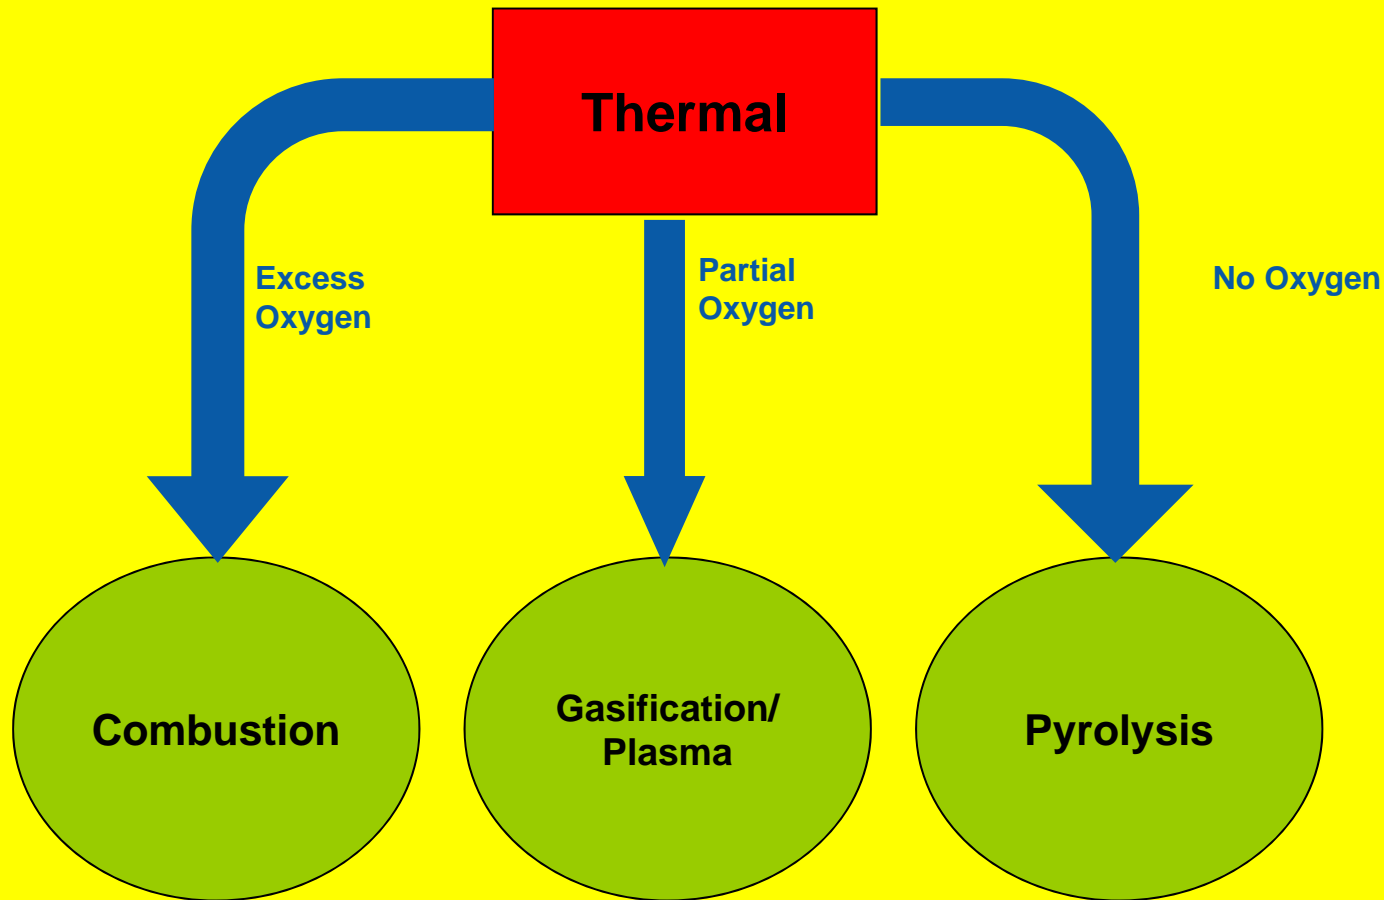 Thermal
Excess
Oxygen
Partial
Oxygen
No Oxygen
Combustion
Gasification/
Plasma
Pyrolysis